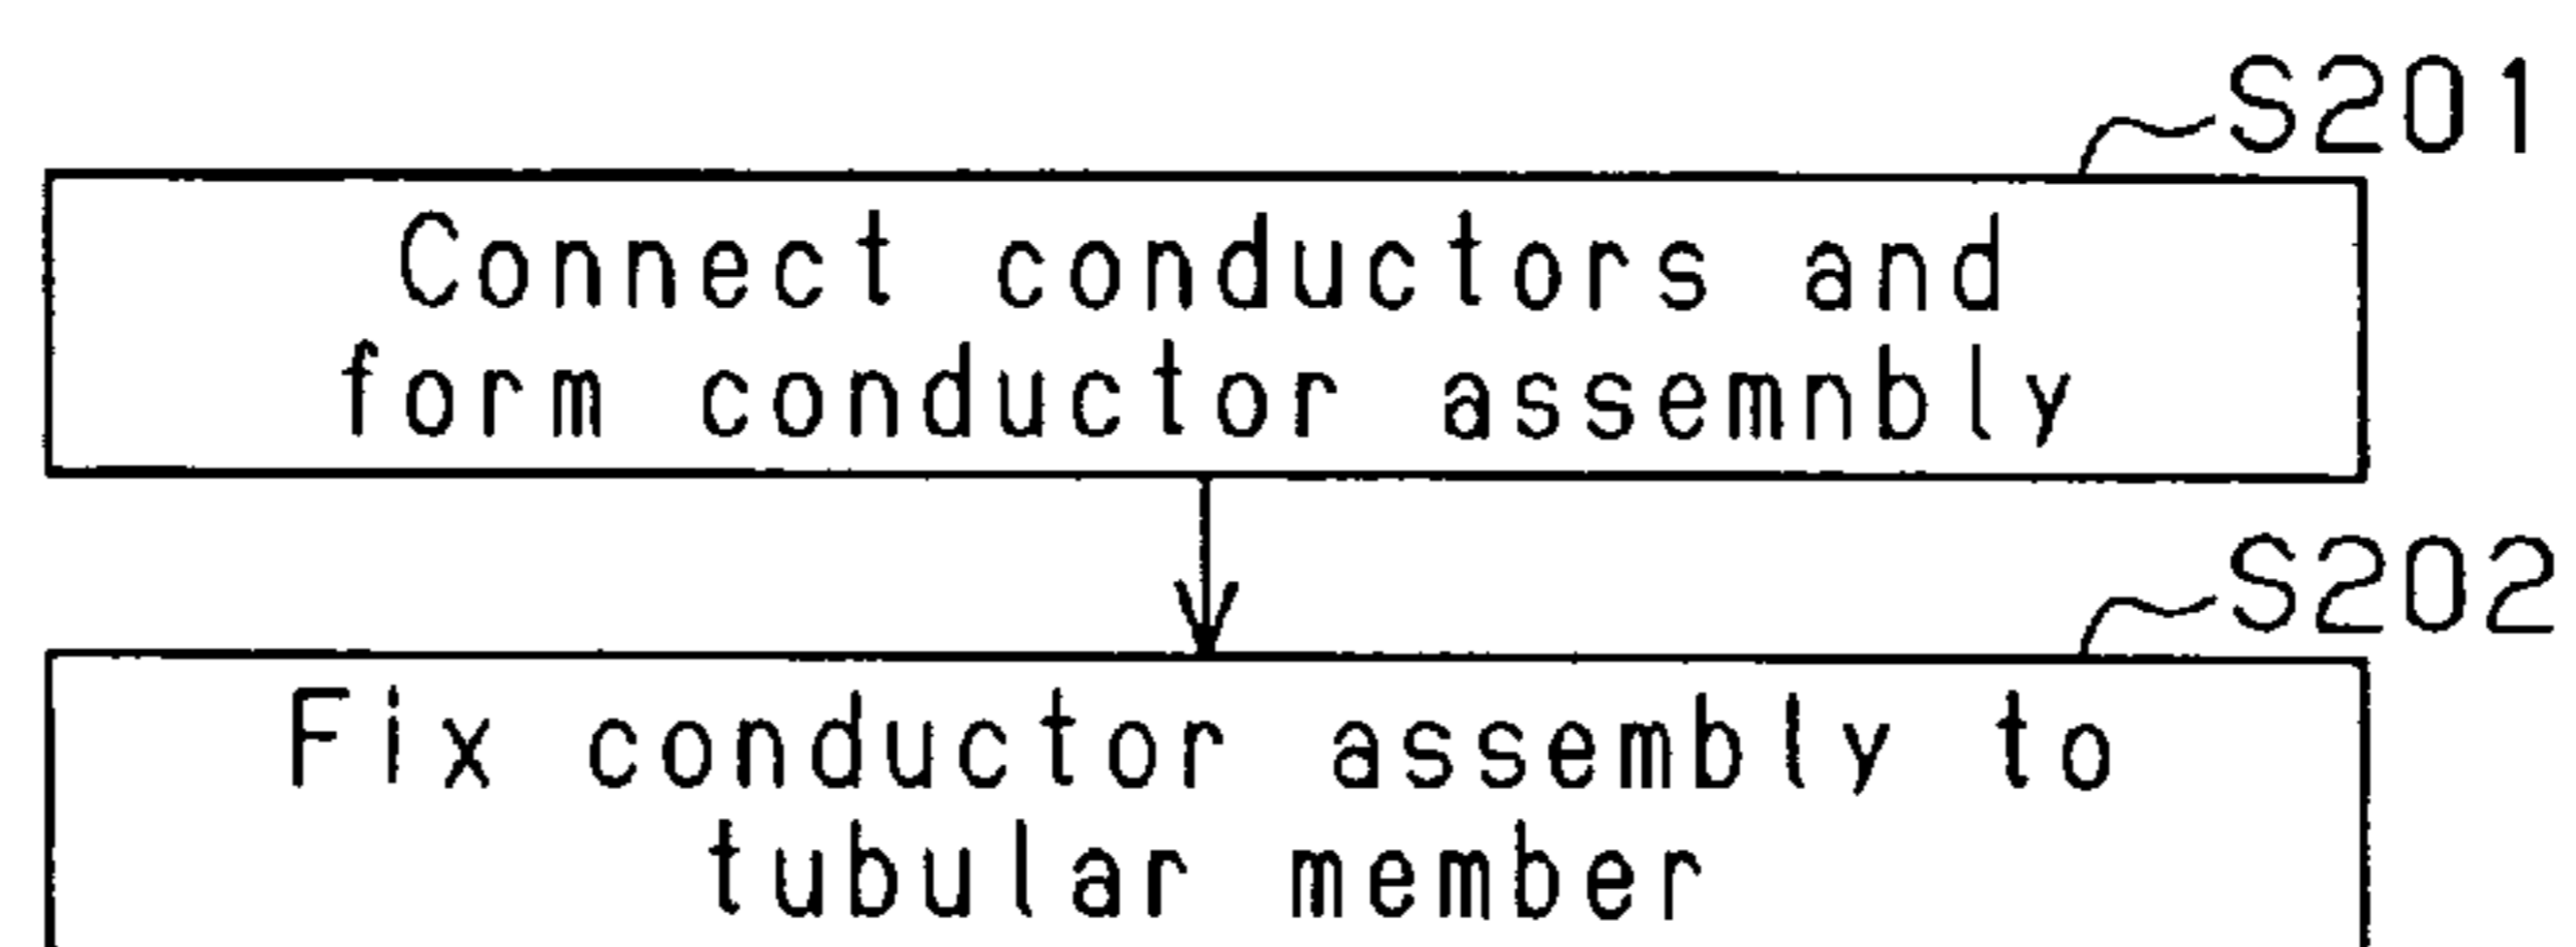 S201
Connect conductors and
form conductor assemnbly
S202
Fix conductor assembly to
tubular member